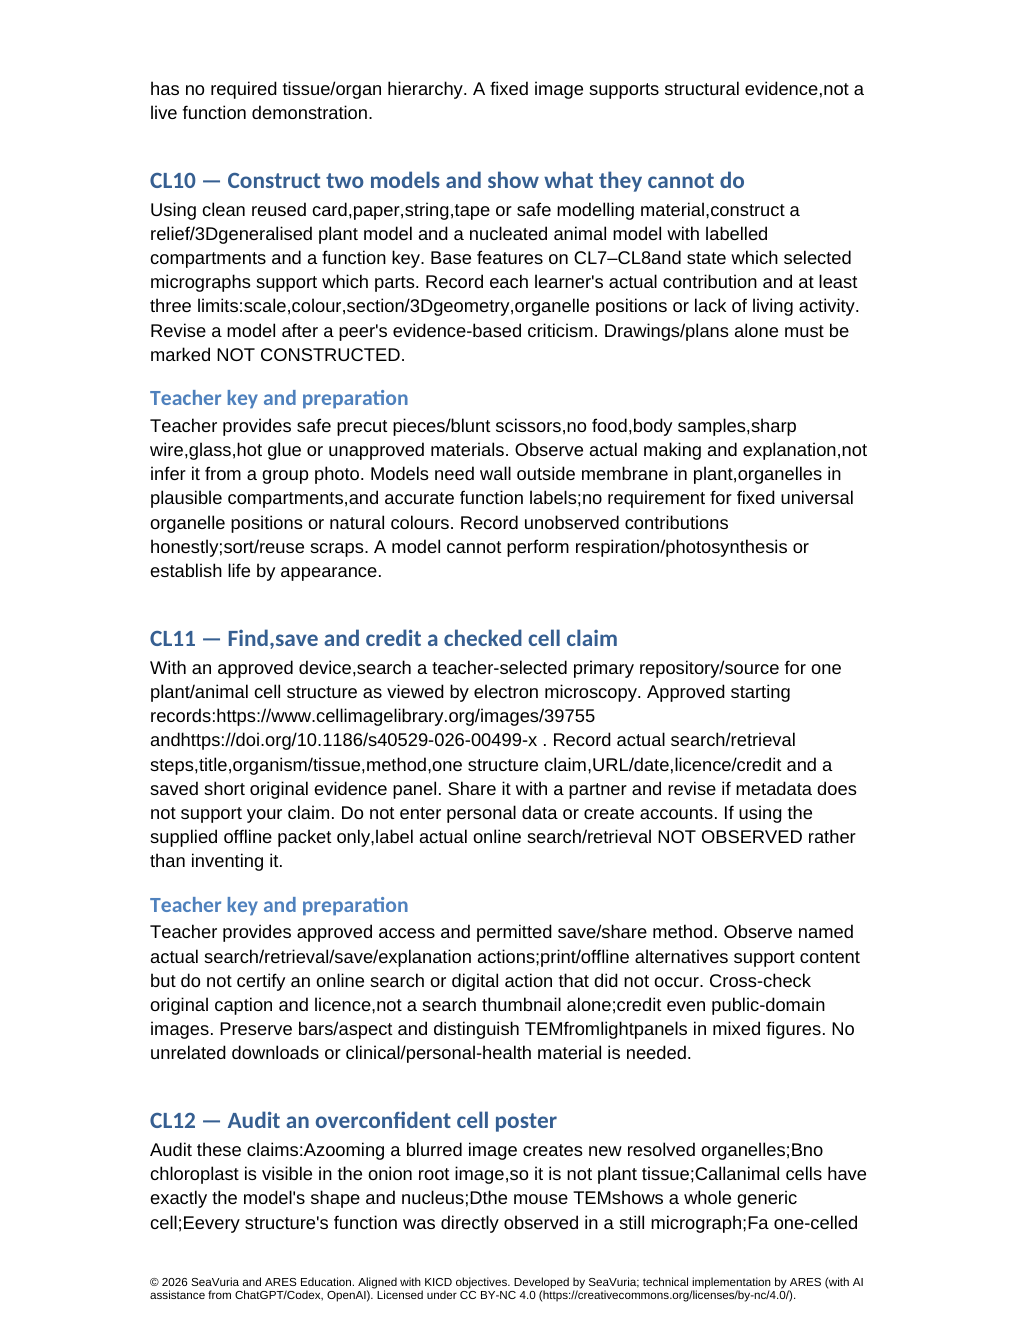 has no required tissue/organ hierarchy. A fixed image supports structural evidence,not a
live function demonstration.
CL10 — Construct two models and show what they cannot do
Using clean reused card,paper,string,tape or safe modelling material,construct a
relief/3Dgeneralised plant model and a nucleated animal model with labelled
compartments and a function key. Base features on CL7–CL8and state which selected
micrographs support which parts. Record each learner's actual contribution and at least
three limits:scale,colour,section/3Dgeometry,organelle positions or lack of living activity.
Revise a model after a peer's evidence-based criticism. Drawings/plans alone must be
marked NOT CONSTRUCTED.
Teacher key and preparation
Teacher provides safe precut pieces/blunt scissors,no food,body samples,sharp
wire,glass,hot glue or unapproved materials. Observe actual making and explanation,not
infer it from a group photo. Models need wall outside membrane in plant,organelles in
plausible compartments,and accurate function labels;no requirement for fixed universal
organelle positions or natural colours. Record unobserved contributions
honestly;sort/reuse scraps. A model cannot perform respiration/photosynthesis or
establish life by appearance.
CL11 — Find,save and credit a checked cell claim
With an approved device,search a teacher-selected primary repository/source for one
plant/animal cell structure as viewed by electron microscopy. Approved starting
records:https://www.cellimagelibrary.org/images/39755
andhttps://doi.org/10.1186/s40529-026-00499-x . Record actual search/retrieval
steps,title,organism/tissue,method,one structure claim,URL/date,licence/credit and a
saved short original evidence panel. Share it with a partner and revise if metadata does
not support your claim. Do not enter personal data or create accounts. If using the
supplied offline packet only,label actual online search/retrieval NOT OBSERVED rather
than inventing it.
Teacher key and preparation
Teacher provides approved access and permitted save/share method. Observe named
actual search/retrieval/save/explanation actions;print/offline alternatives support content
but do not certify an online search or digital action that did not occur. Cross-check
original caption and licence,not a search thumbnail alone;credit even public-domain
images. Preserve bars/aspect and distinguish TEMfromlightpanels in mixed figures. No
unrelated downloads or clinical/personal-health material is needed.
CL12 — Audit an overconfident cell poster
Audit these claims:Azooming a blurred image creates new resolved organelles;Bno
chloroplast is visible in the onion root image,so it is not plant tissue;Callanimal cells have
exactly the model's shape and nucleus;Dthe mouse TEMshows a whole generic
cell;Eevery structure's function was directly observed in a still micrograph;Fa one-celled
© 2026 SeaVuria and ARES Education. Aligned with KICD objectives. Developed by SeaVuria; technical implementation by ARES (with AI
assistance from ChatGPT/Codex, OpenAI). Licensed under CC BY-NC 4.0 (https://creativecommons.org/licenses/by-nc/4.0/).